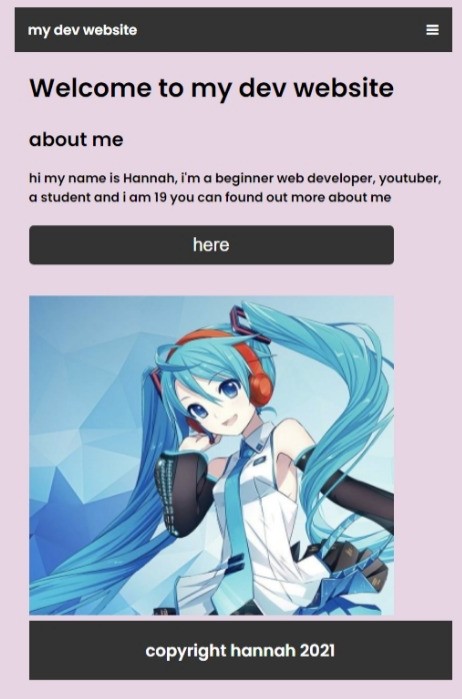 my dev website
Welcome to my dev website
about me
hi my name is Hannah, i'm a beginner web developer, youtuber,
a student and i am 19 you can found out more about me
here
copyright hannah 2021